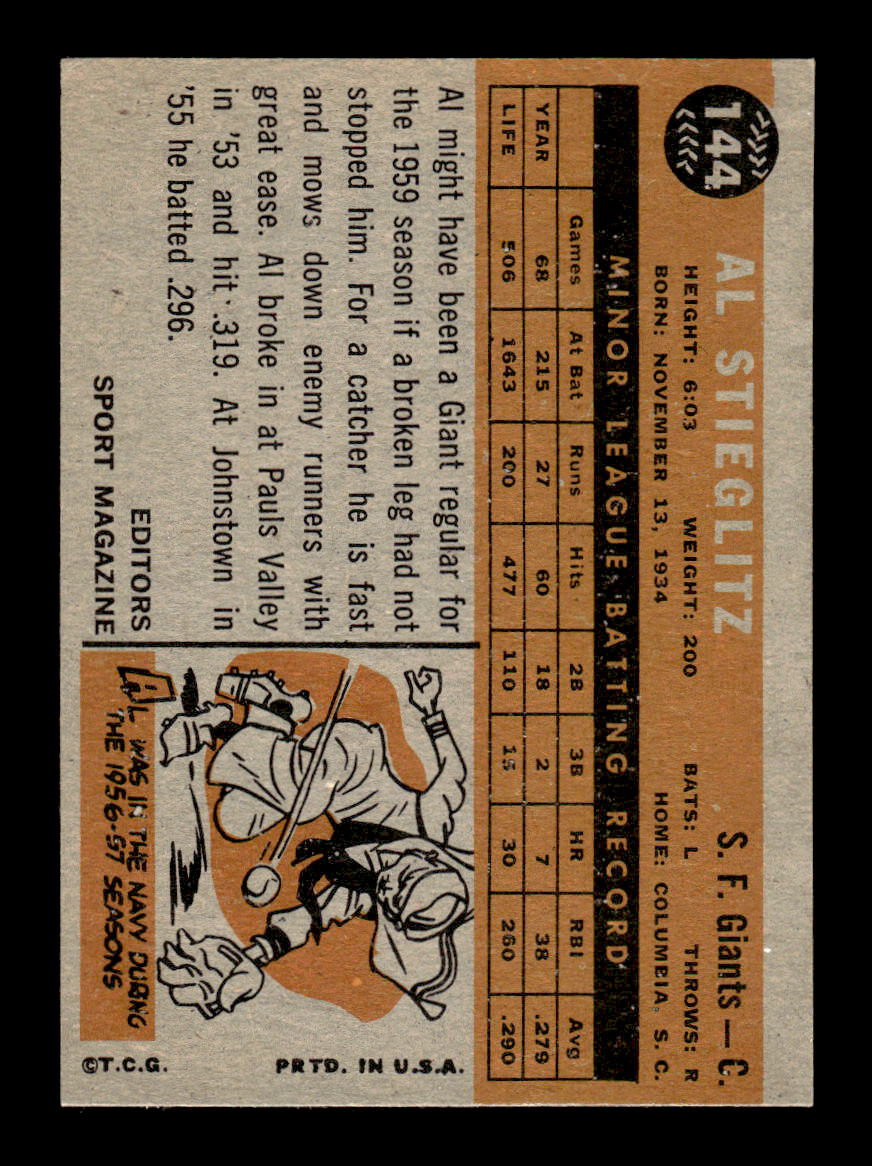 144
AL STIEGLITZ
S. F. Giants—C.
HEIGHT: 6:03 WEIGHT: 200 BATS: L THROWS: R
BORN: NOVEMBER 13, 1934 HOME: COLUMBIA, S. C.
MINOR LEAGUE BATTING RECORD
Games At Bat Runs Hits 2B 3B HR RBI Avg
YEAR 68 215 27 60 18 2 7 38 .279
LIFE 506 1643 200 477 110 15 30 260 .290
Al might have been a Giant regular for
the 1959 season if a broken leg had not
stopped him. For a catcher he is fast
and mows down enemy runners with
great ease. Al broke in at Pauls Valley
in '53 and hit .319. At Johnstown in
'55 he batted .296.
EDITORS
SPORT MAGAZINE
AL WAS IN THE NAVY DURING
THE 1956-57 SEASONS
PRTD. IN U.S.A.
©T.C.G.